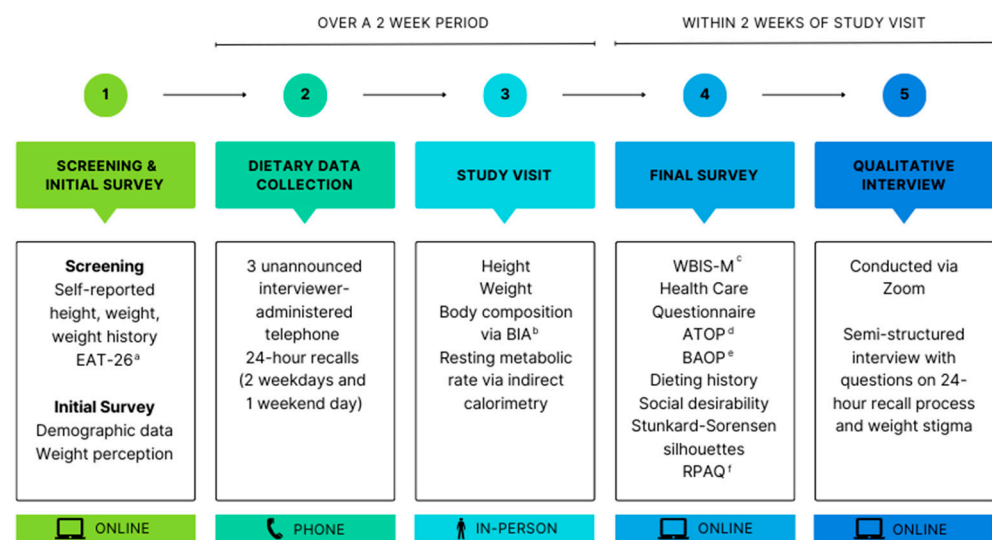 OVER A 2 WEEK PERIOD
WITHIN 2 WEEKS OF STUDY VISIT
1
2
3
4
5
SCREENING &
INITIAL SURVEY
DIETARY DATA
COLLECTION
STUDY VISIT
FINAL SURVEY
QUALITATIVE
INTERVIEW
Screening
Self-reported
height, weight,
weight history
EAT-26ᵃ
Initial Survey
Demographic data
Weight perception
3 unannounced
interviewer-
administered
telephone
24-hour recalls
(2 weekdays and
1 weekend day)
Height
Weight
Body composition
via BIAᵇ
Resting metabolic
rate via indirect
calorimetry
WBIS-Mᶜ
Health Care
Questionnaire
ATOPᵈ
BAOPᵉ
Dieting history
Social desirability
Stunkard-Sorensen
silhouettes
RPAQᶠ
Conducted via
Zoom
Semi-structured
interview with
questions on 24-
hour recall process
and weight stigma
ONLINE
PHONE
IN-PERSON
ONLINE
ONLINE